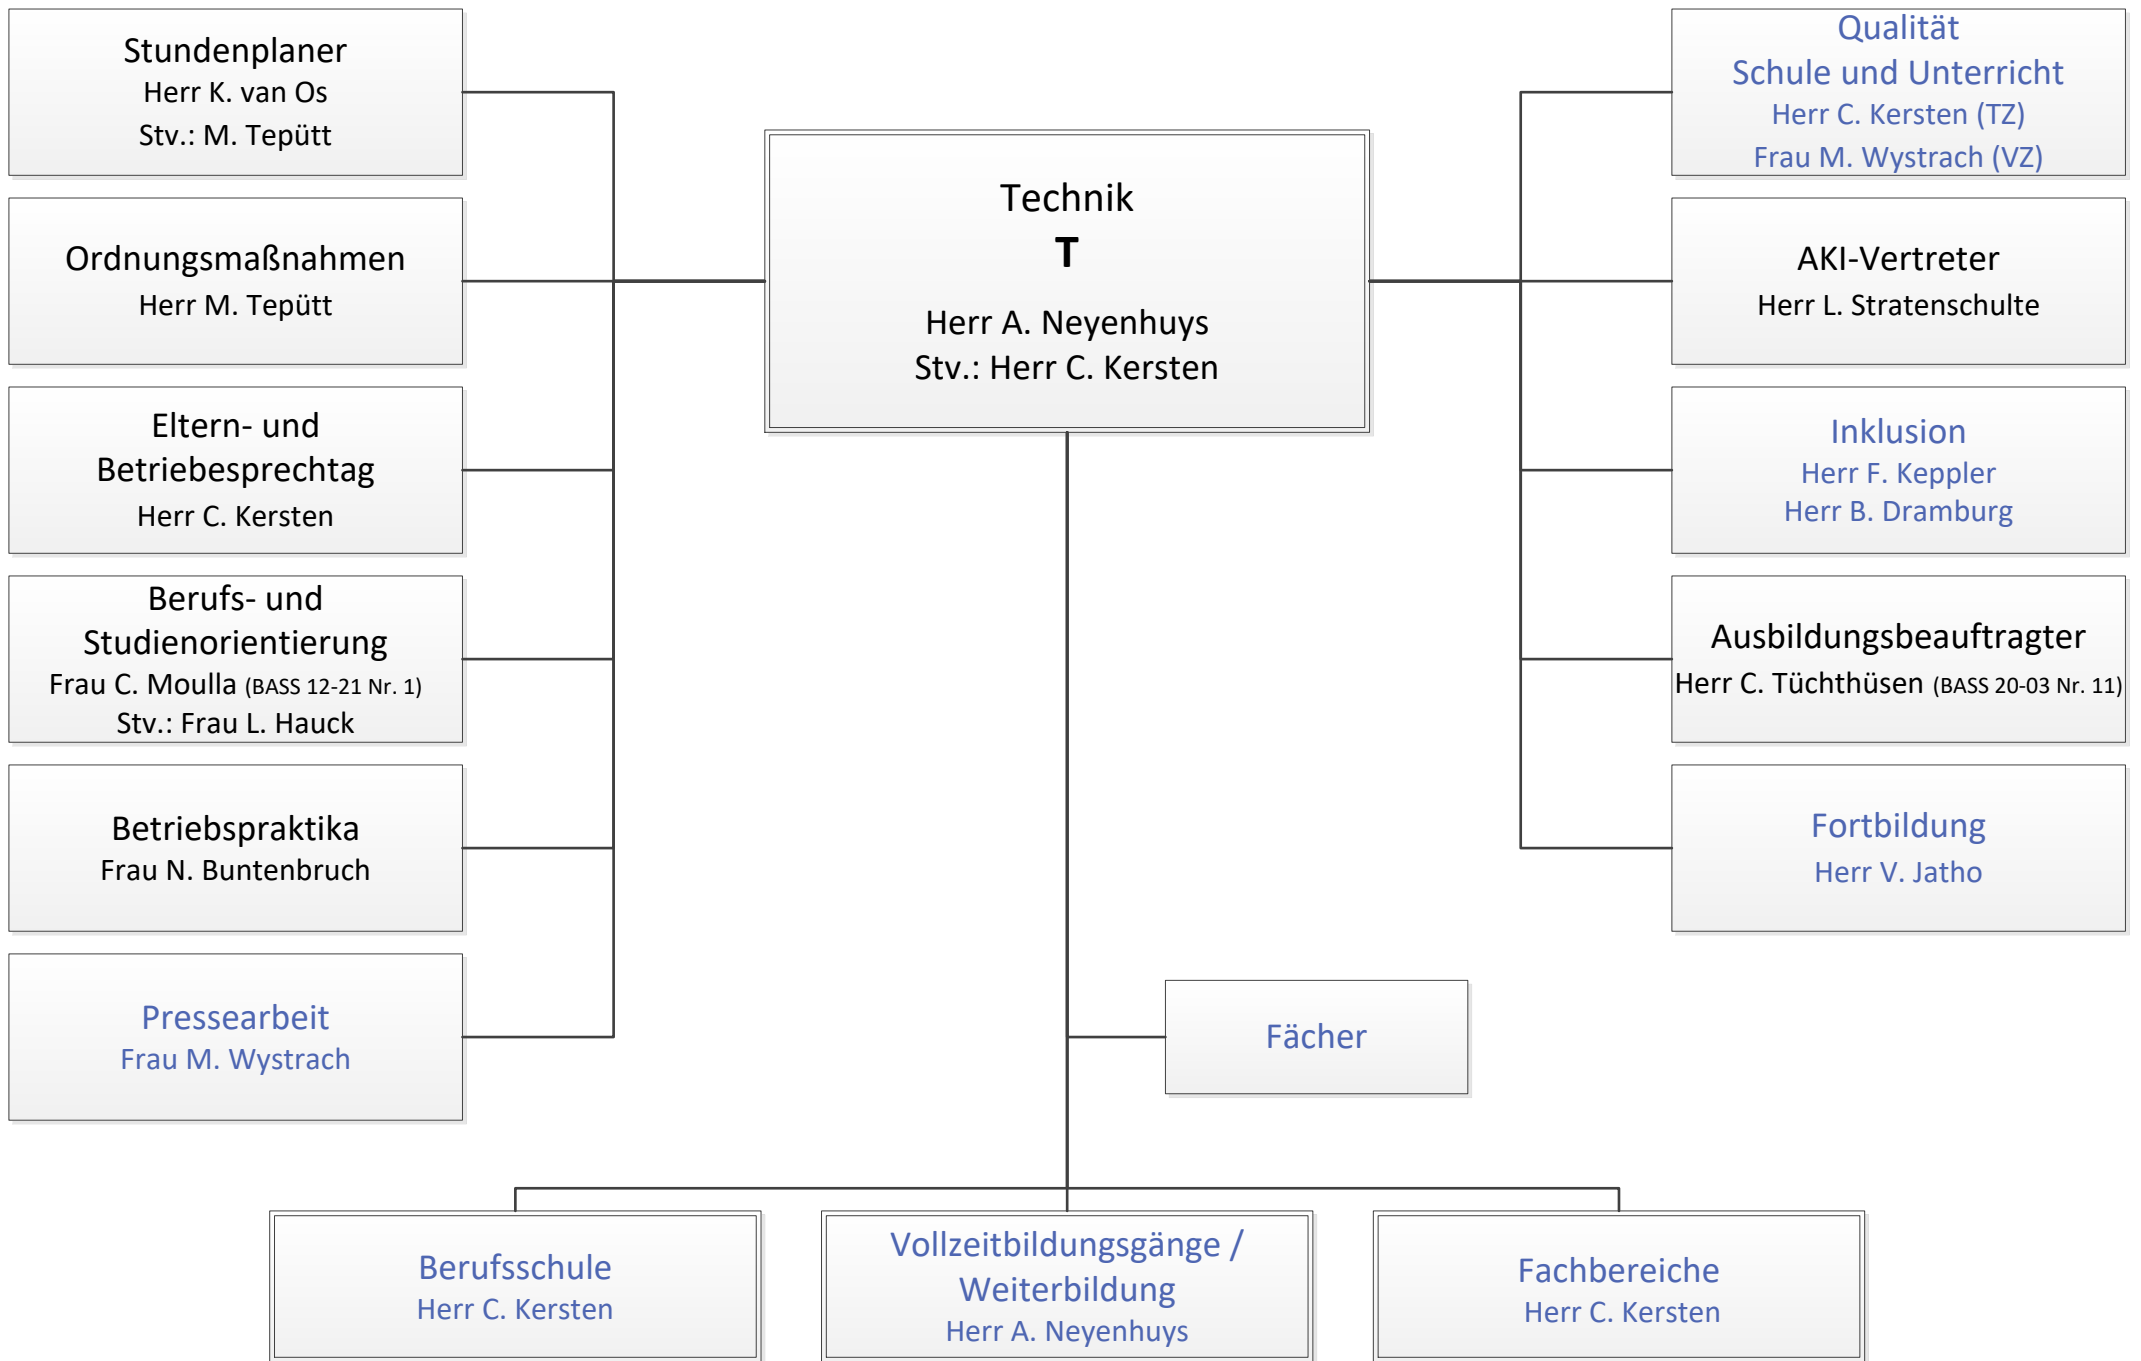 Stundenplaner
Herr K. van Os
Stv.: M. Tepütt
Ordnungsmaßnahmen
Herr M. Tepütt
Eltern- und
Betriebesprechtag
Herr C. Kersten
Berufs- und
Studienorientierung
Frau C. Moulla (BASS 12-21 Nr. 1)
Stv.: Frau L. Hauck
Betriebspraktika
Frau N. Buntenbruch
Pressearbeit
Frau M. Wystrach
Technik
T
Herr A. Neyenhuys
Stv.: Herr C. Kersten
Qualität
Schule und Unterricht
Herr C. Kersten (TZ)
Frau M. Wystrach (VZ)
AKI-Vertreter
Herr L. Stratenschulte
Inklusion
Herr F. Keppler
Herr B. Dramburg
Ausbildungsbeauftragter
Herr C. Tüchthüsen (BASS 20-03 Nr. 11)
Fortbildung
Herr V. Jatho
Fächer
Berufsschule
Herr C. Kersten
Vollzeitbildungsgänge /
Weiterbildung
Herr A. Neyenhuys
Fachbereiche
Herr C. Kersten